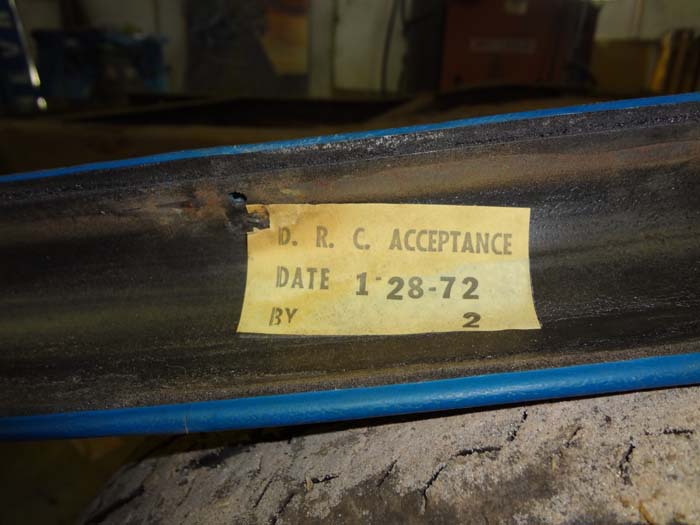 D. R. C. ACCEPTANCE
DATE 1-28-72
BY 2